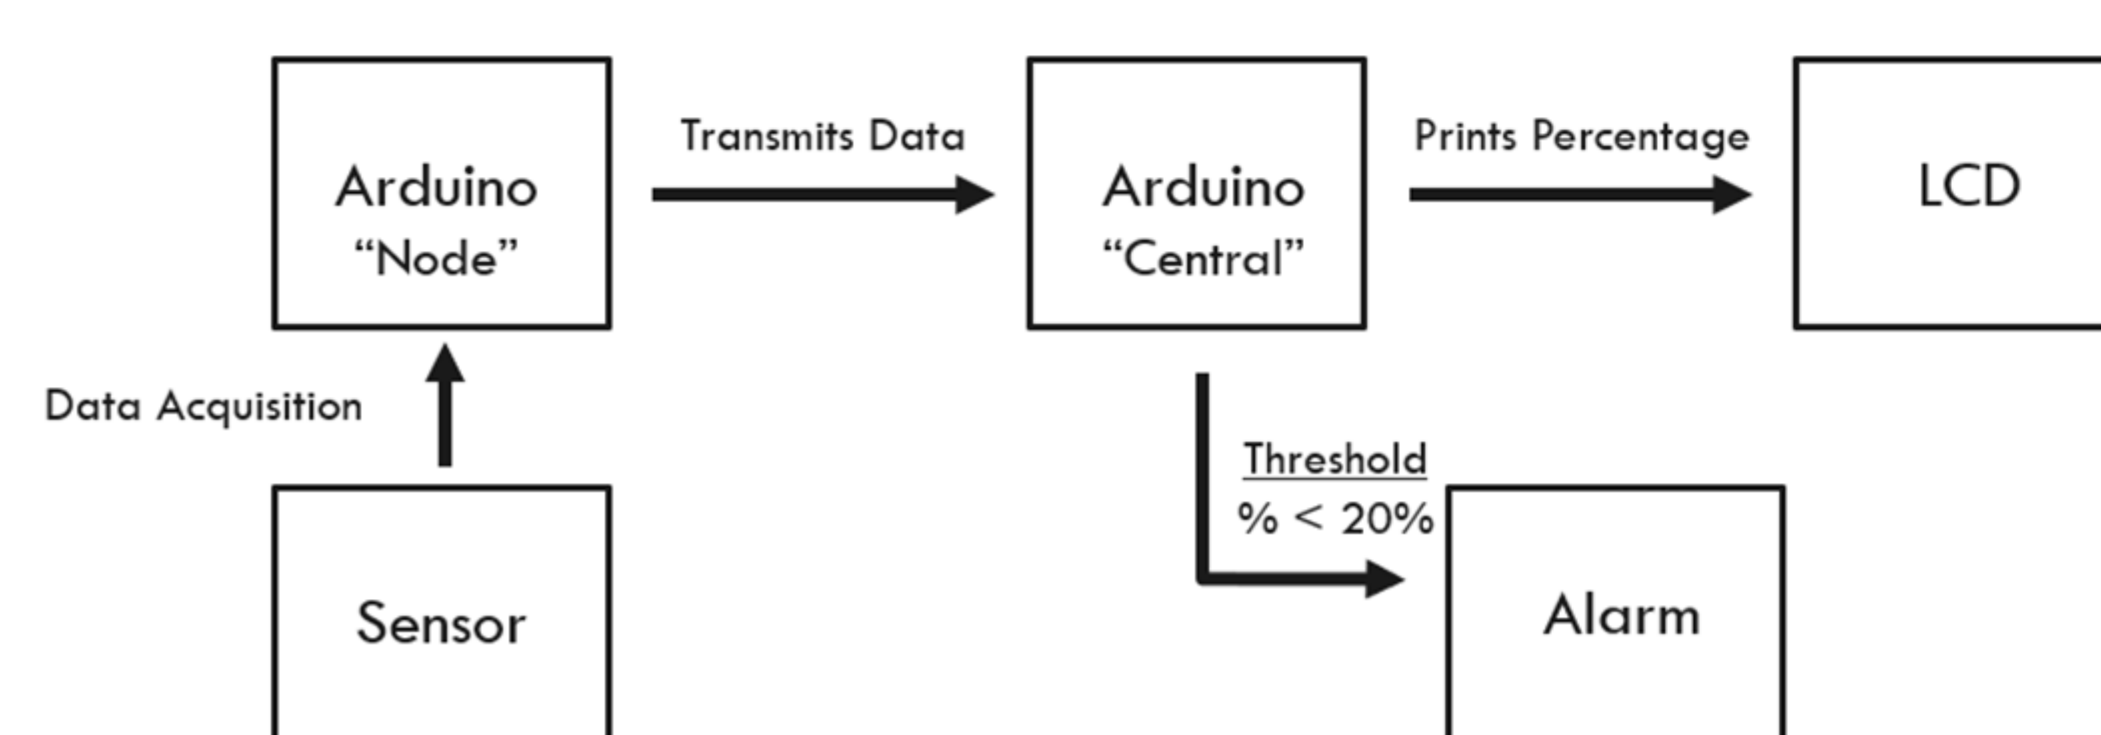 Transmits Data
Prints Percentage
Arduino
“Node”
Arduino
“Central”
LCD
Data Acquisition
Threshold
% < 20%
Sensor
Alarm